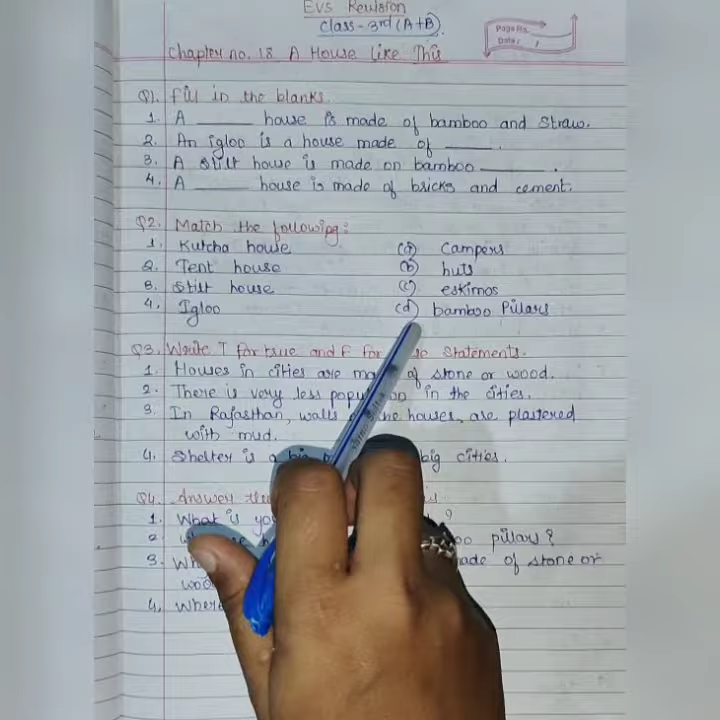 EVS Revision
Class - 3rd (A+B)
Page No.
Date: /
Chapter no. 18 A House Like This
Q1. Fill in the blanks.
1. A ______ house is made of bamboo and straw.
2. An igloo is a house made of ______.
3. A stilt house is made on bamboo ______.
4. A ______ house is made of bricks and cement.
Q2. Match the following:
1. Kutcha house (a) campers
2. Tent house (b) huts
3. Stilt house (c) eskimos
4. Igloo (d) bamboo Pillars
Q3. Write T for true and F for statements.
1. Houses in cities are of stone or wood.
2. There is very less in the cities.
3. In Rajasthan, walls houses, are plastered
with mud.
4. Shelter is a big cities.
Q4. Answer
1. What is ?
2. pillars?
3. of stone or
4. Where